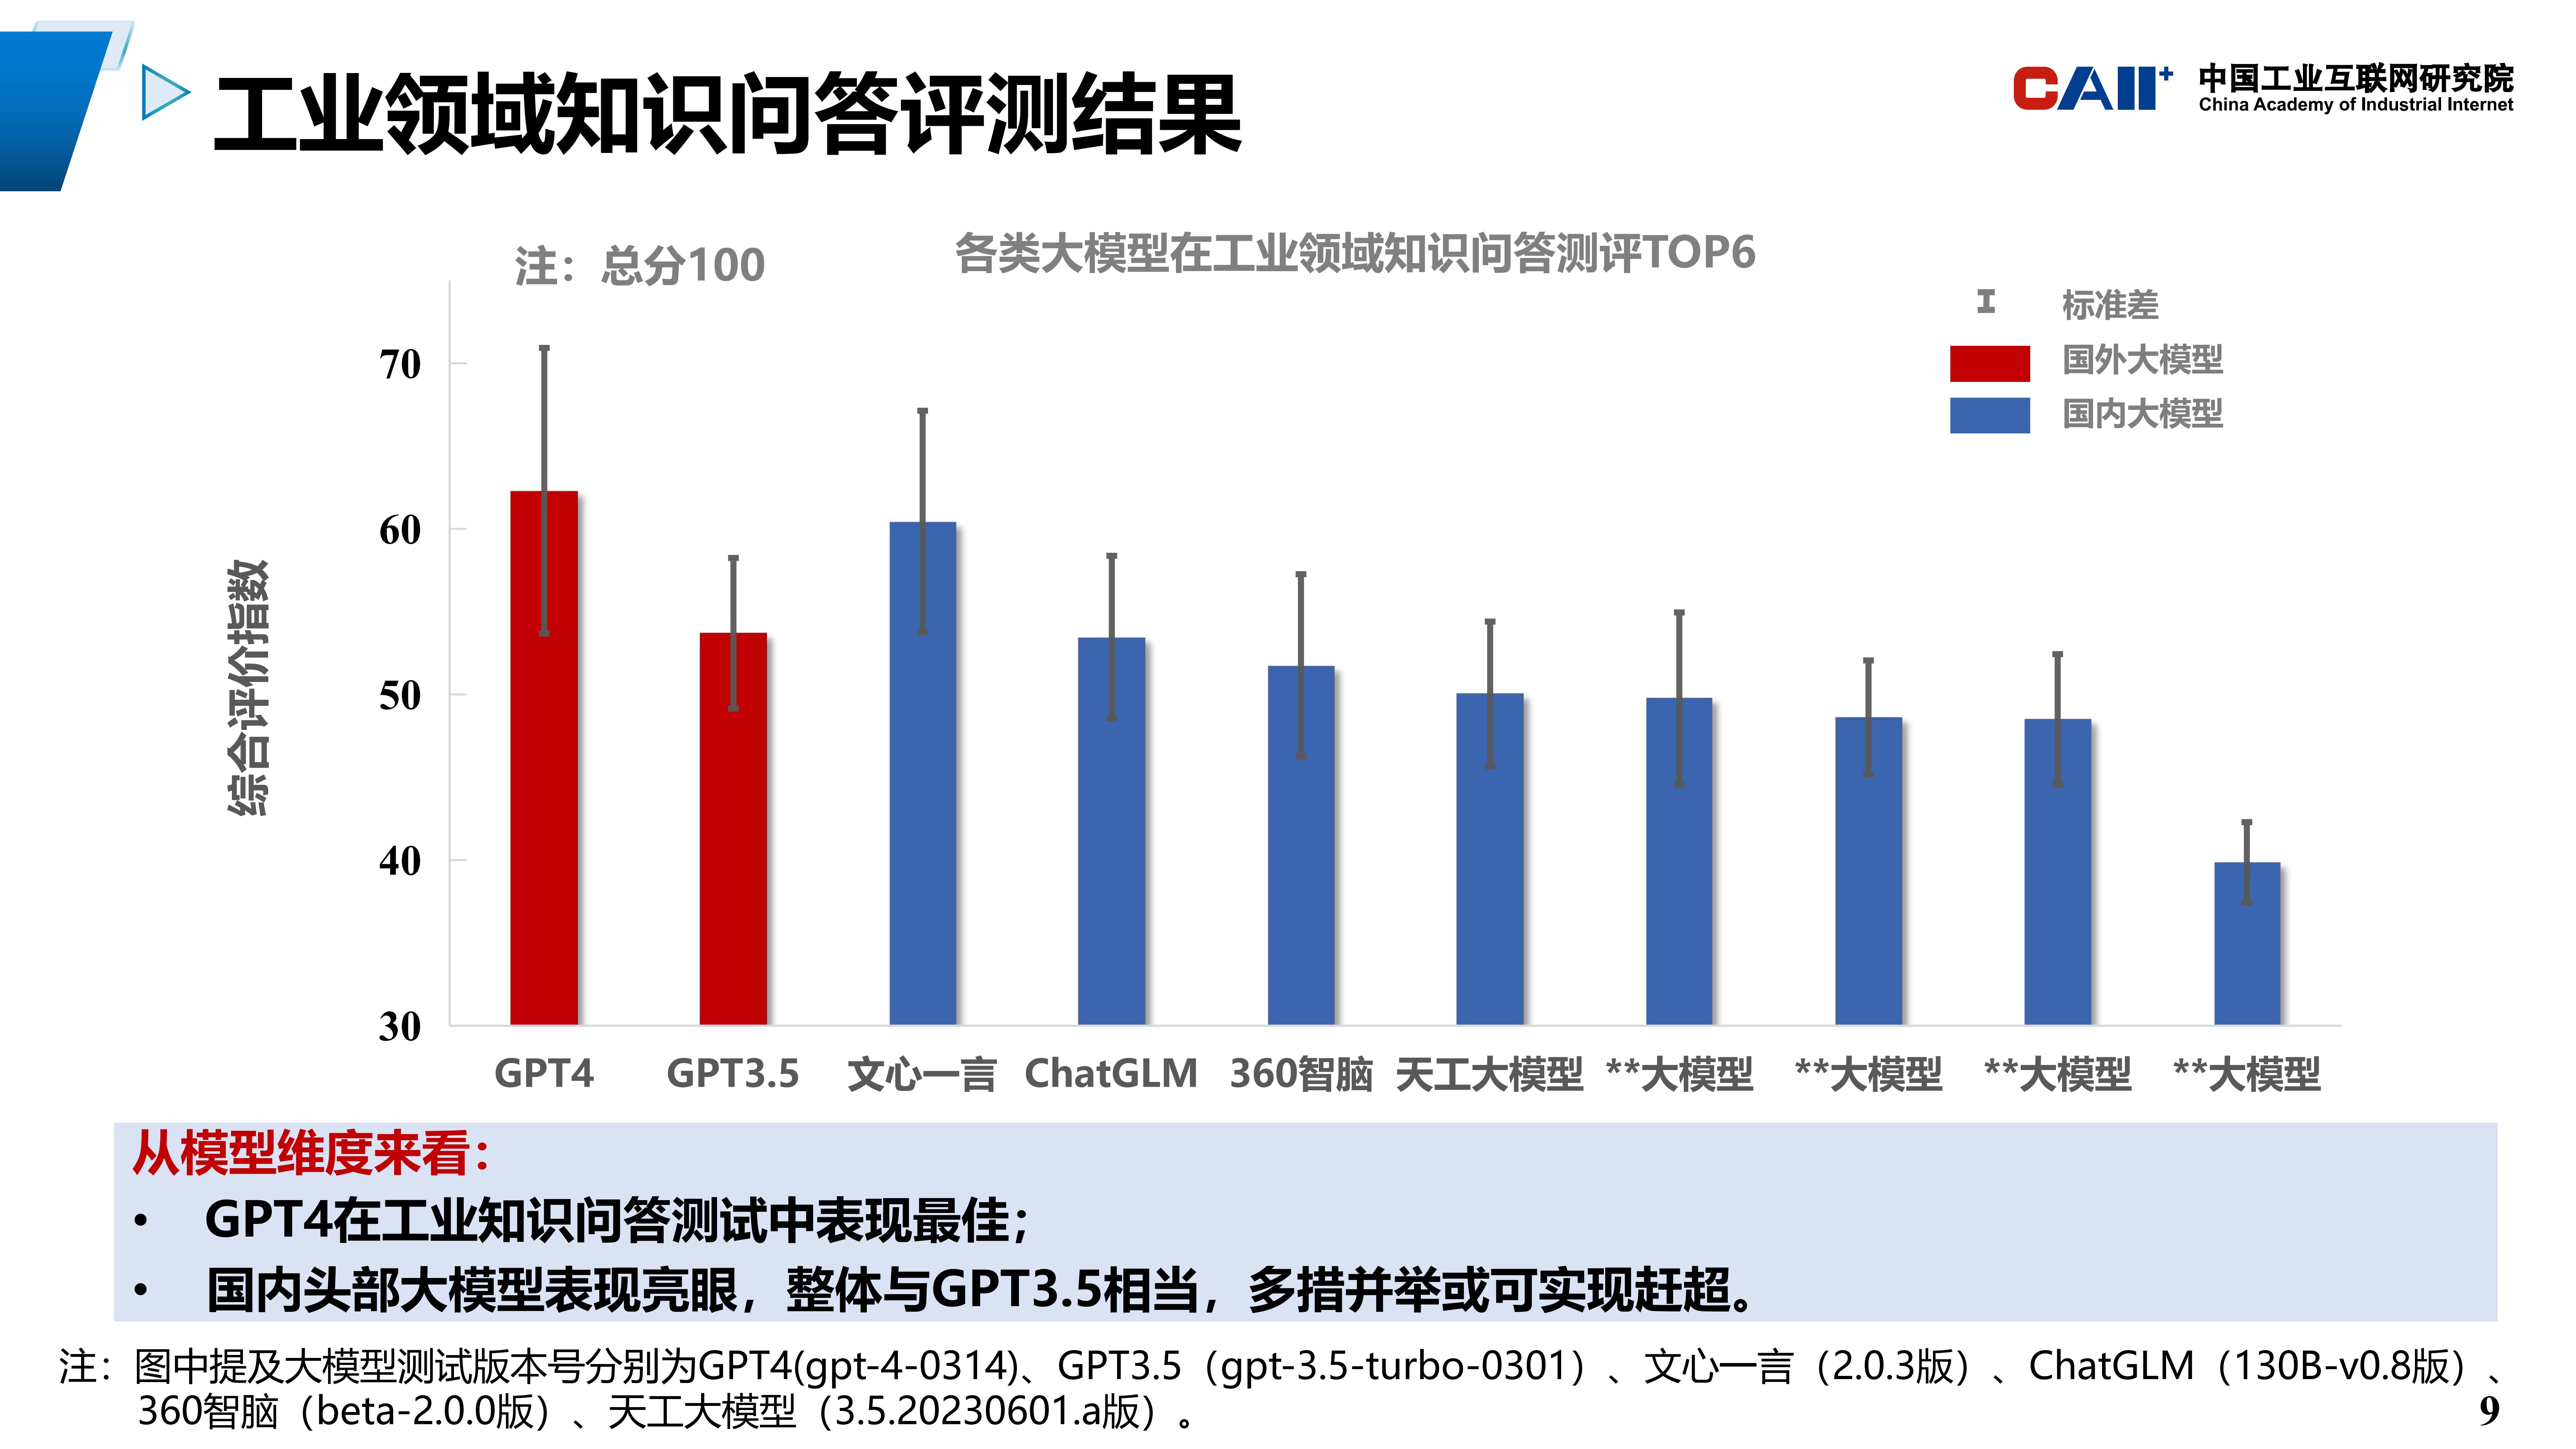 工业领域知识问答评测结果
CAII+
中国工业互联网研究院
China Academy of Industrial Internet
注：总分100
各类大模型在工业领域知识问答测评TOP6
标准差
国外大模型
国内大模型
综合评价指数
70
60
50
40
30
GPT4
GPT3.5
文心一言
ChatGLM
360智脑
天工大模型
**大模型
**大模型
**大模型
**大模型
从模型维度来看：
• GPT4在工业知识问答测试中表现最佳；
• 国内头部大模型表现亮眼，整体与GPT3.5相当，多措并举或可实现赶超。
注：图中提及大模型测试版本号分别为GPT4(gpt-4-0314)、GPT3.5（gpt-3.5-turbo-0301）、文心一言（2.0.3版）、ChatGLM（130B-v0.8版）、
360智脑（beta-2.0.0版）、天工大模型（3.5.20230601.a版）。
9